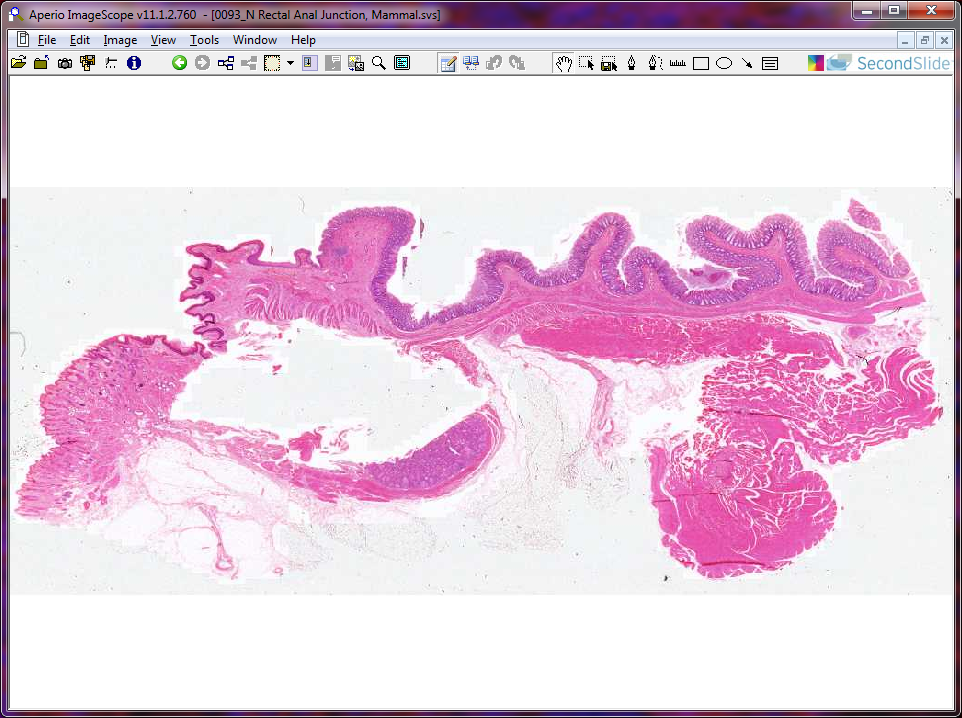 Aperio ImageScope v11.1.2.760 - [0093_N Rectal Anal Junction, Mammal.svs]
File Edit Image View Tools Window Help
SecondSlide